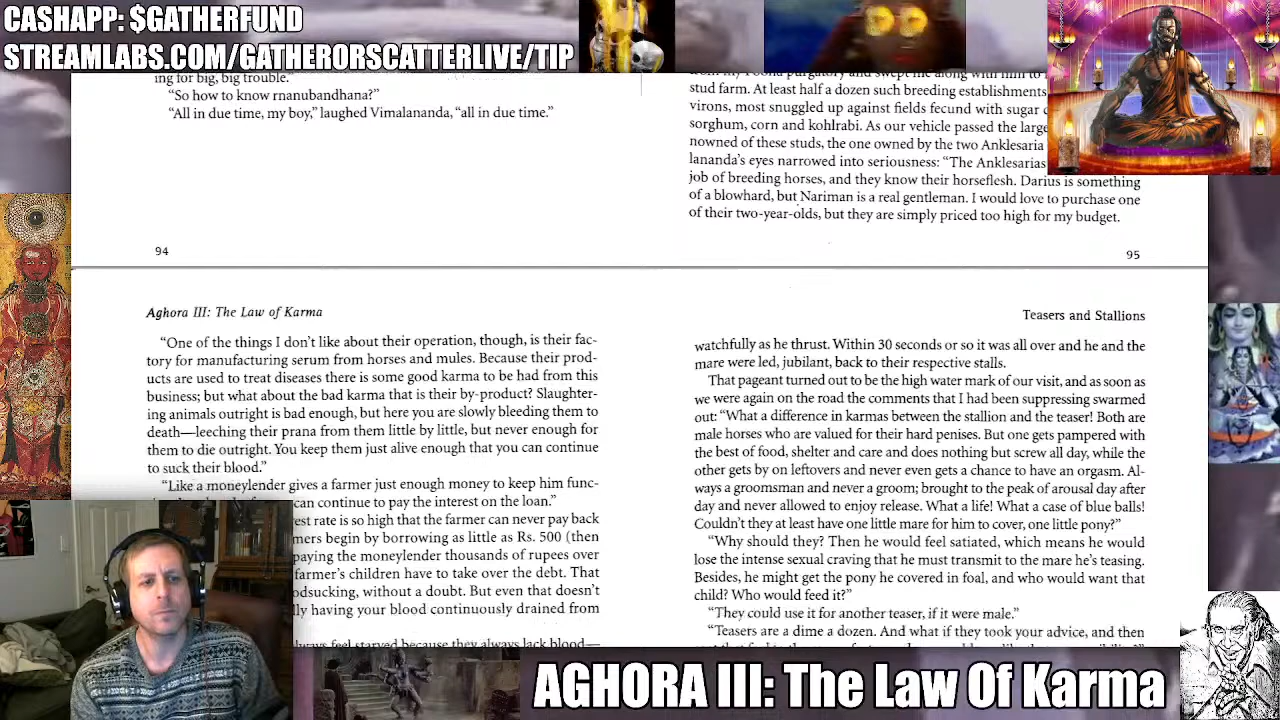 CASHAPP: $GATHERFUND
STREAMLABS.COM/GATHERORSCATTERLIVE/TIP
ing for big, big trouble."
"So how to know rnanubandhana?"
"All in due time, my boy," laughed Vimalananda, "all in due time."
94
purgatory and swept me along with him to
stud farm. At least half a dozen such breeding establishments
virons, most snuggled up against fields fecund with sugar
sorghum, corn and kohlrabi. As our vehicle passed the large
nowned of these studs, the one owned by the two Anklesaria
lananda's eyes narrowed into seriousness: "The Anklesarias
job of breeding horses, and they know their horseflesh. Darius is something
of a blowhard, but Nariman is a real gentleman. I would love to purchase one
of their two-year-olds, but they are simply priced too high for my budget.
95
Aghora III: The Law of Karma
"One of the things I don't like about their operation, though, is their fac-
tory for manufacturing serum from horses and mules. Because their prod-
ucts are used to treat diseases there is some good karma to be had from this
business; but what about the bad karma that is their by-product? Slaughter-
ing animals outright is bad enough, but here you are slowly bleeding them to
death—leeching their prana from them little by little, but never enough for
them to die outright. You keep them just alive enough that you can continue
to suck their blood."
"Like a moneylender gives a farmer just enough money to keep him func-
can continue to pay the interest on the loan."
rate is so high that the farmer can never pay back
begin by borrowing as little as Rs. 500 (then
paying the moneylender thousands of rupees over
farmer's children have to take over the debt. That
without a doubt. But even that doesn't
having your blood continuously drained from
feel starved because they always lack blood—
Teasers and Stallions
watchfully as he thrust. Within 30 seconds or so it was all over and he and the
mare were led, jubilant, back to their respective stalls.
That pageant turned out to be the high water mark of our visit, and as soon as
we were again on the road the comments that I had been suppressing swarmed
out: "What a difference in karmas between the stallion and the teaser! Both are
male horses who are valued for their hard penises. But one gets pampered with
the best of food, shelter and care and does nothing but screw all day, while the
other gets by on leftovers and never even gets a chance to have an orgasm. Al-
ways a groomsman and never a groom; brought to the peak of arousal day after
day and never allowed to enjoy release. What a life! What a case of blue balls!
Couldn't they at least have one little mare for him to cover, one little pony?"
"Why should they? Then he would feel satiated, which means he would
lose the intense sexual craving that he must transmit to the mare he's teasing.
Besides, he might get the pony he covered in foal, and who would want that
child? Who would feed it?"
"They could use it for another teaser, if it were male."
"Teasers are a dime a dozen. And what if they took your advice, and then
AGHORA III: The Law Of Karma